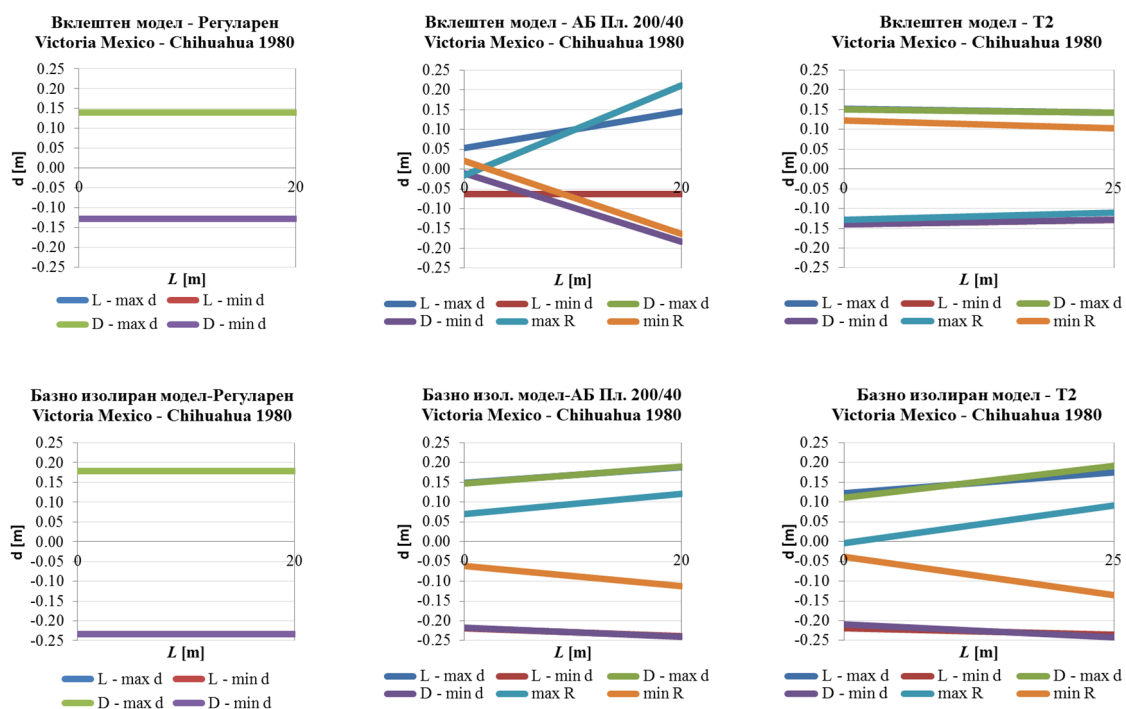 Вклештен модел - Регуларен
Victoria Mexico - Chihuahua 1980
0.25
0.20
0.15
0.10
0.05
0.00
-0.05
-0.10
-0.15
-0.20
-0.25
0
20
d [m]
L [m]
L - max d
L - min d
D - max d
D - min d
Вклештен модел - АБ Пл. 200/40
Victoria Mexico - Chihuahua 1980
0.25
0.20
0.15
0.10
0.05
0.00
-0.05
-0.10
-0.15
-0.20
-0.25
0
20
d [m]
L [m]
L - max d
L - min d
D - max d
D - min d
max R
min R
Вклештен модел - Т2
Victoria Mexico - Chihuahua 1980
0.25
0.20
0.15
0.10
0.05
0.00
-0.05
-0.10
-0.15
-0.20
-0.25
0
25
d [m]
L [m]
L - max d
L - min d
D - max d
D - min d
max R
min R
Базно изолиран модел-Регуларен
Victoria Mexico - Chihuahua 1980
0.25
0.20
0.15
0.10
0.05
0.00
-0.05
-0.10
-0.15
-0.20
-0.25
0
20
d [m]
L [m]
L - max d
L - min d
D - max d
D - min d
Базно изол. модел-АБ Пл. 200/40
Victoria Mexico - Chihuahua 1980
0.25
0.20
0.15
0.10
0.05
0.00
-0.05
-0.10
-0.15
-0.20
-0.25
0
20
d [m]
L [m]
L - max d
L - min d
D - max d
D - min d
max R
min R
Базно изолиран модел - Т2
Victoria Mexico - Chihuahua 1980
0.25
0.20
0.15
0.10
0.05
0.00
-0.05
-0.10
-0.15
-0.20
-0.25
0
25
d [m]
L [m]
L - max d
L - min d
D - max d
D - min d
max R
min R